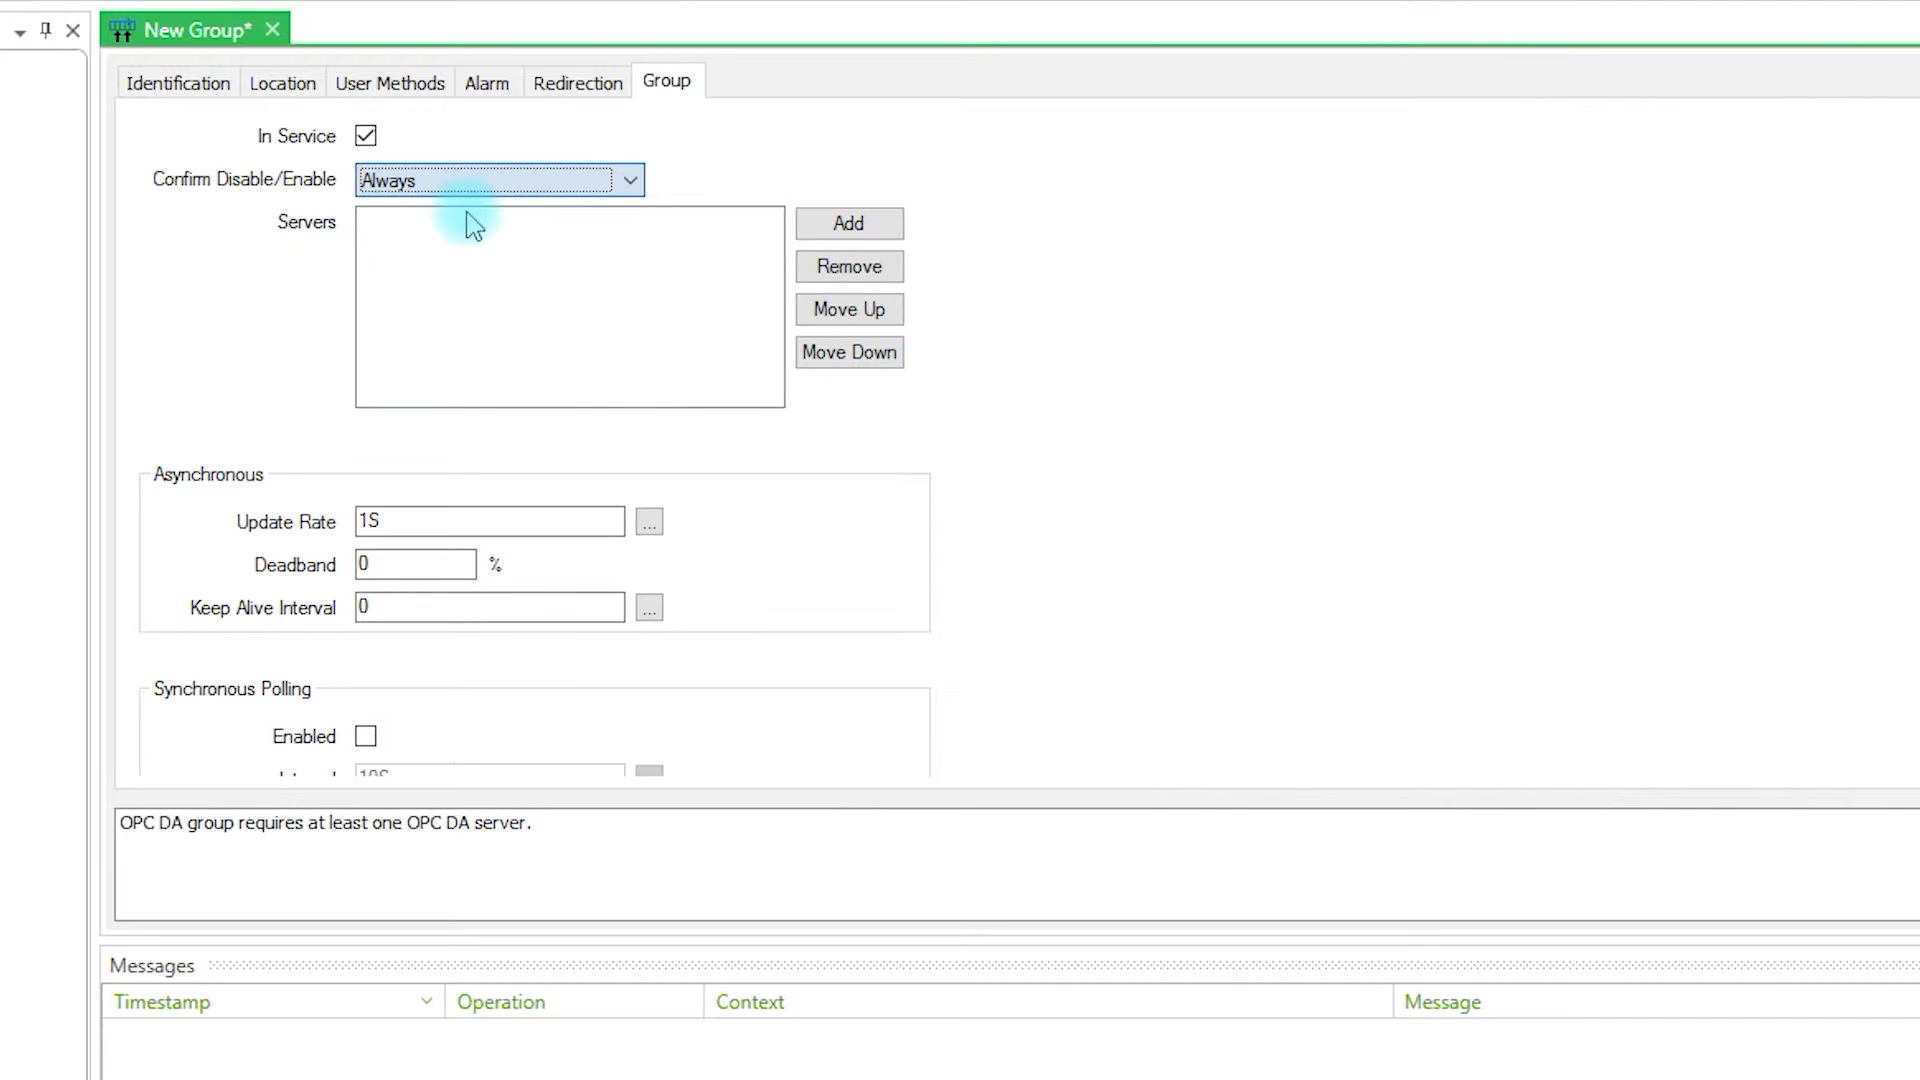 New Group*
Identification
Location
User Methods
Alarm
Redirection
Group
In Service
Confirm Disable/Enable
Always
Servers
Add
Remove
Move Up
Move Down
Asynchronous
Update Rate
1S
...
Deadband
0
%
Keep Alive Interval
0
...
Synchronous Polling
Enabled
OPC DA group requires at least one OPC DA server.
Messages
Timestamp
Operation
Context
Message